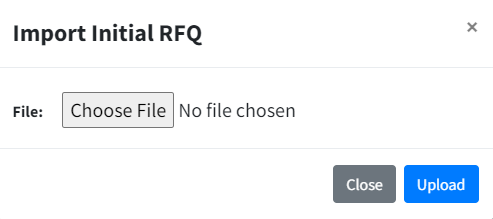 Import Initial RFQ ×
File: Choose File No file chosen
Close Upload